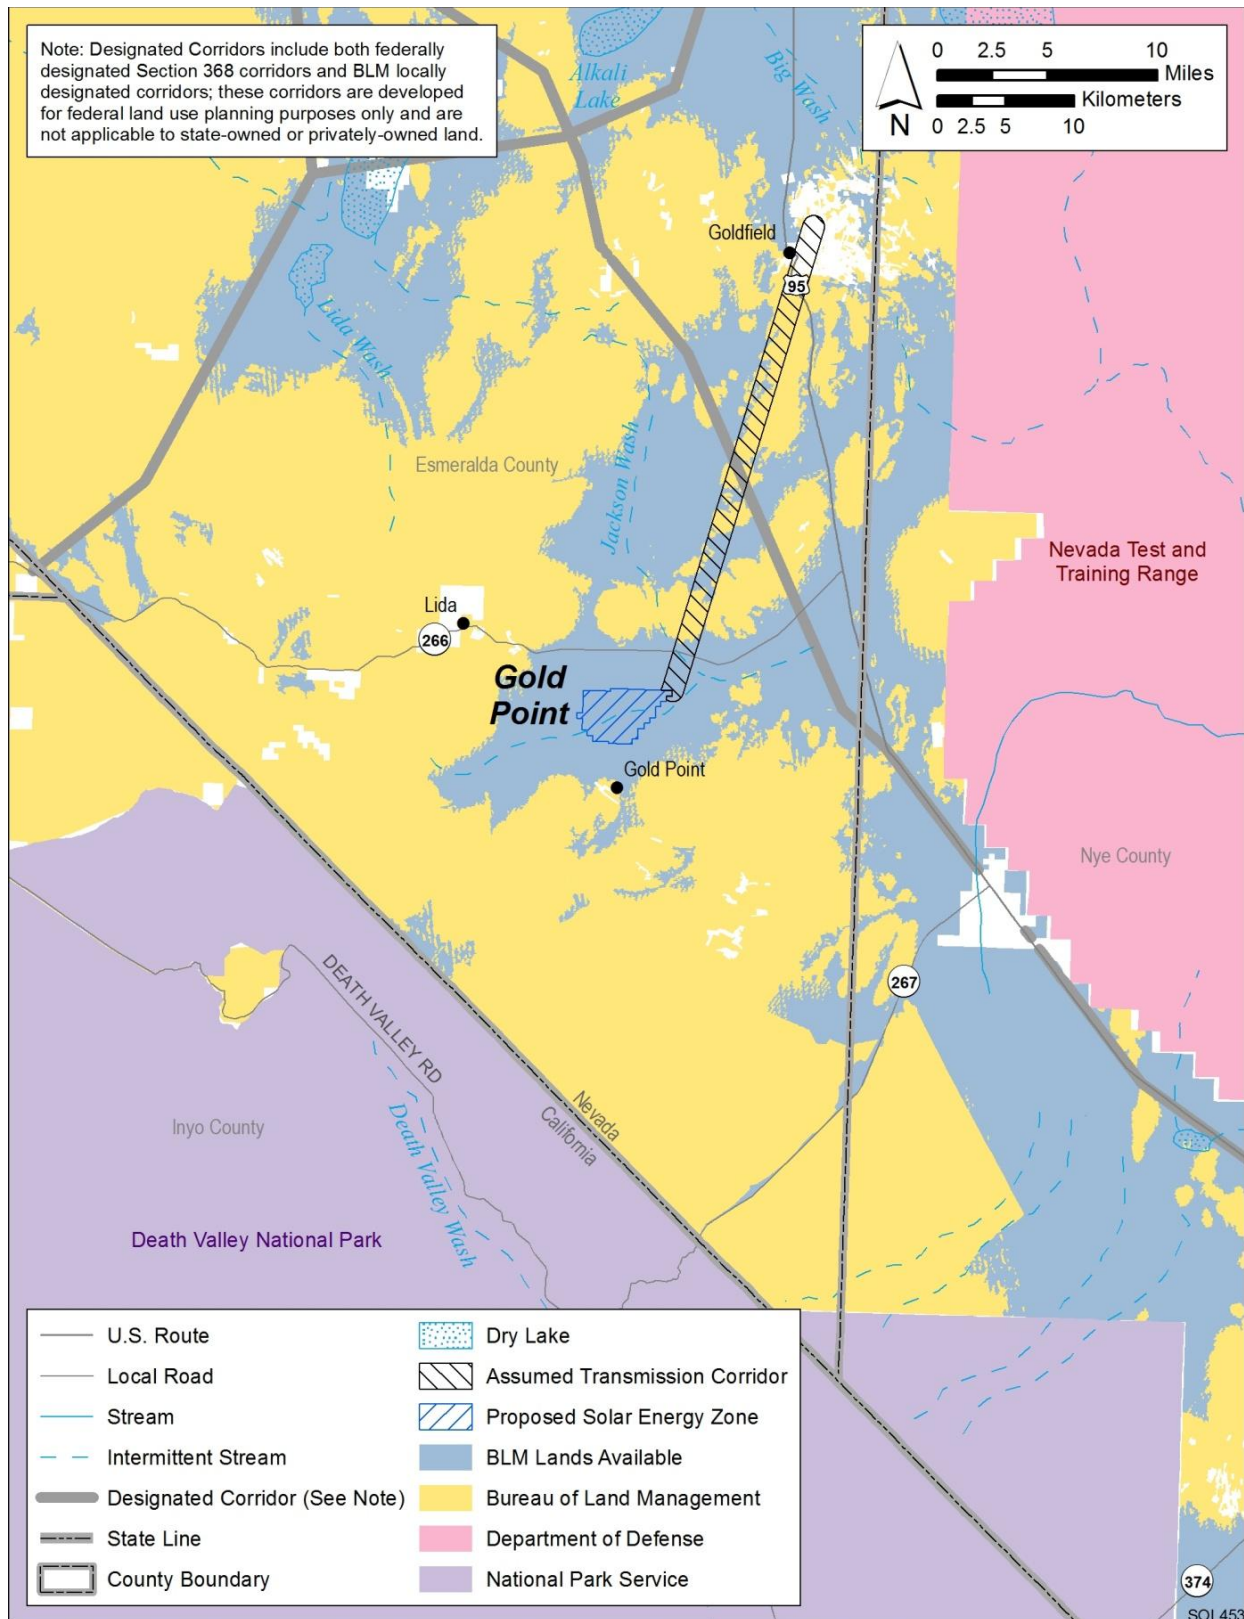 Note: Designated Corridors include both federally
designated Section 368 corridors and BLM locally
designated corridors; these corridors are developed
for federal land use planning purposes only and are
not applicable to state-owned or privately-owned land.
0 2.5 5 10
Miles
Kilometers
0 2.5 5 10
N
Alkali
Lake
Big Wash
Goldfield
95
Lida Wash
Esmeralda County
Jackson Wash
Nevada Test and
Training Range
Lida
266
Gold
Point
Gold Point
Nye County
267
DEATH VALLEY RD
Nevada
California
Inyo County
Death Valley Wash
Death Valley National Park
U.S. Route
Local Road
Stream
Intermittent Stream
Designated Corridor (See Note)
State Line
County Boundary
Dry Lake
Assumed Transmission Corridor
Proposed Solar Energy Zone
BLM Lands Available
Bureau of Land Management
Department of Defense
National Park Service
374
SOL453